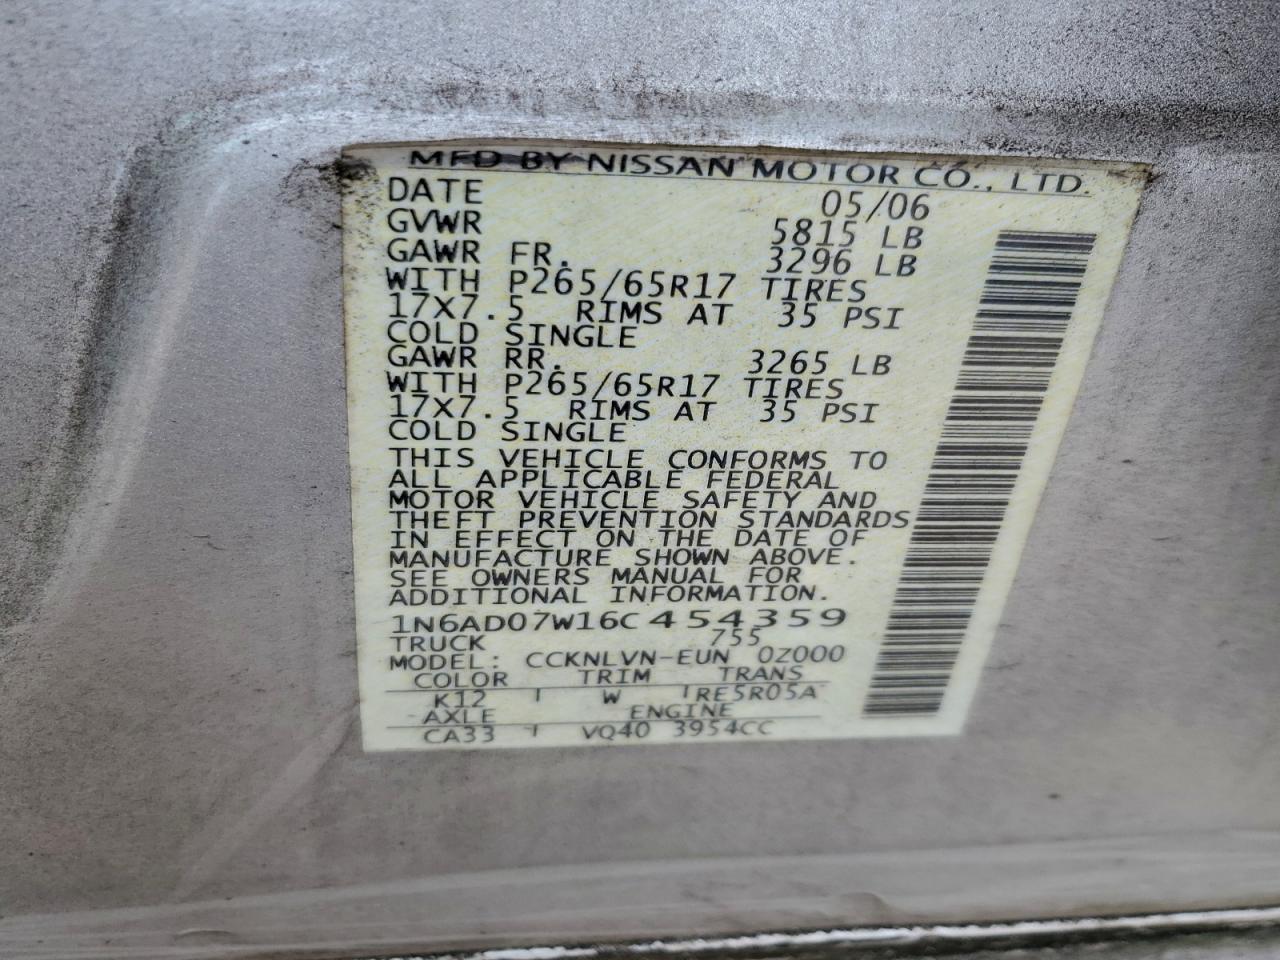 MFD BY NISSAN MOTOR CO., LTD.
DATE 05/06
GVWR 5815 LB
GAWR FR. 3296 LB
WITH P265/65R17 TIRES
17X7.5 RIMS AT 35 PSI
COLD SINGLE
GAWR RR. 3265 LB
WITH P265/65R17 TIRES
17X7.5 RIMS AT 35 PSI
COLD SINGLE
THIS VEHICLE CONFORMS TO
ALL APPLICABLE FEDERAL
MOTOR VEHICLE SAFETY AND
THEFT PREVENTION STANDARDS
IN EFFECT ON THE DATE OF
MANUFACTURE SHOWN ABOVE.
SEE OWNERS MANUAL FOR
ADDITIONAL INFORMATION.
1N6AD07W16C454359
TRUCK 755
MODEL: CCKNLVN-EUN 0Z000
COLOR TRIM TRANS
K12 W RE5R05A
AXLE ENGINE
CA33 VQ40 3954CC